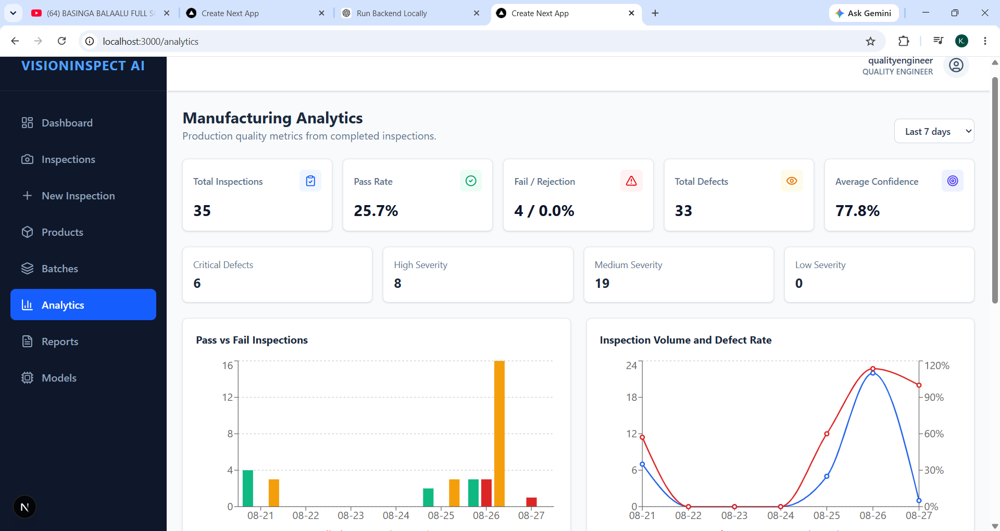 (64) BASINGA BALAALU FULL S
Create Next App
Run Backend Locally
Create Next App
Ask Gemini
localhost:3000/analytics
K.
VISIONINSPECT AI
qualityengineer
QUALITY ENGINEER
Dashboard
Inspections
New Inspection
Products
Batches
Analytics
Reports
Models
N
Manufacturing Analytics
Production quality metrics from completed inspections.
Last 7 days
Total Inspections
35
Pass Rate
25.7%
Fail / Rejection
4 / 0.0%
Total Defects
33
Average Confidence
77.8%
Critical Defects
6
High Severity
8
Medium Severity
19
Low Severity
0
Pass vs Fail Inspections
16
12
8
4
0
08-21 08-22 08-23 08-24 08-25 08-26 08-27
Inspection Volume and Defect Rate
24
18
12
6
0
120%
90%
60%
30%
0%
08-21 08-22 08-23 08-24 08-25 08-26 08-27